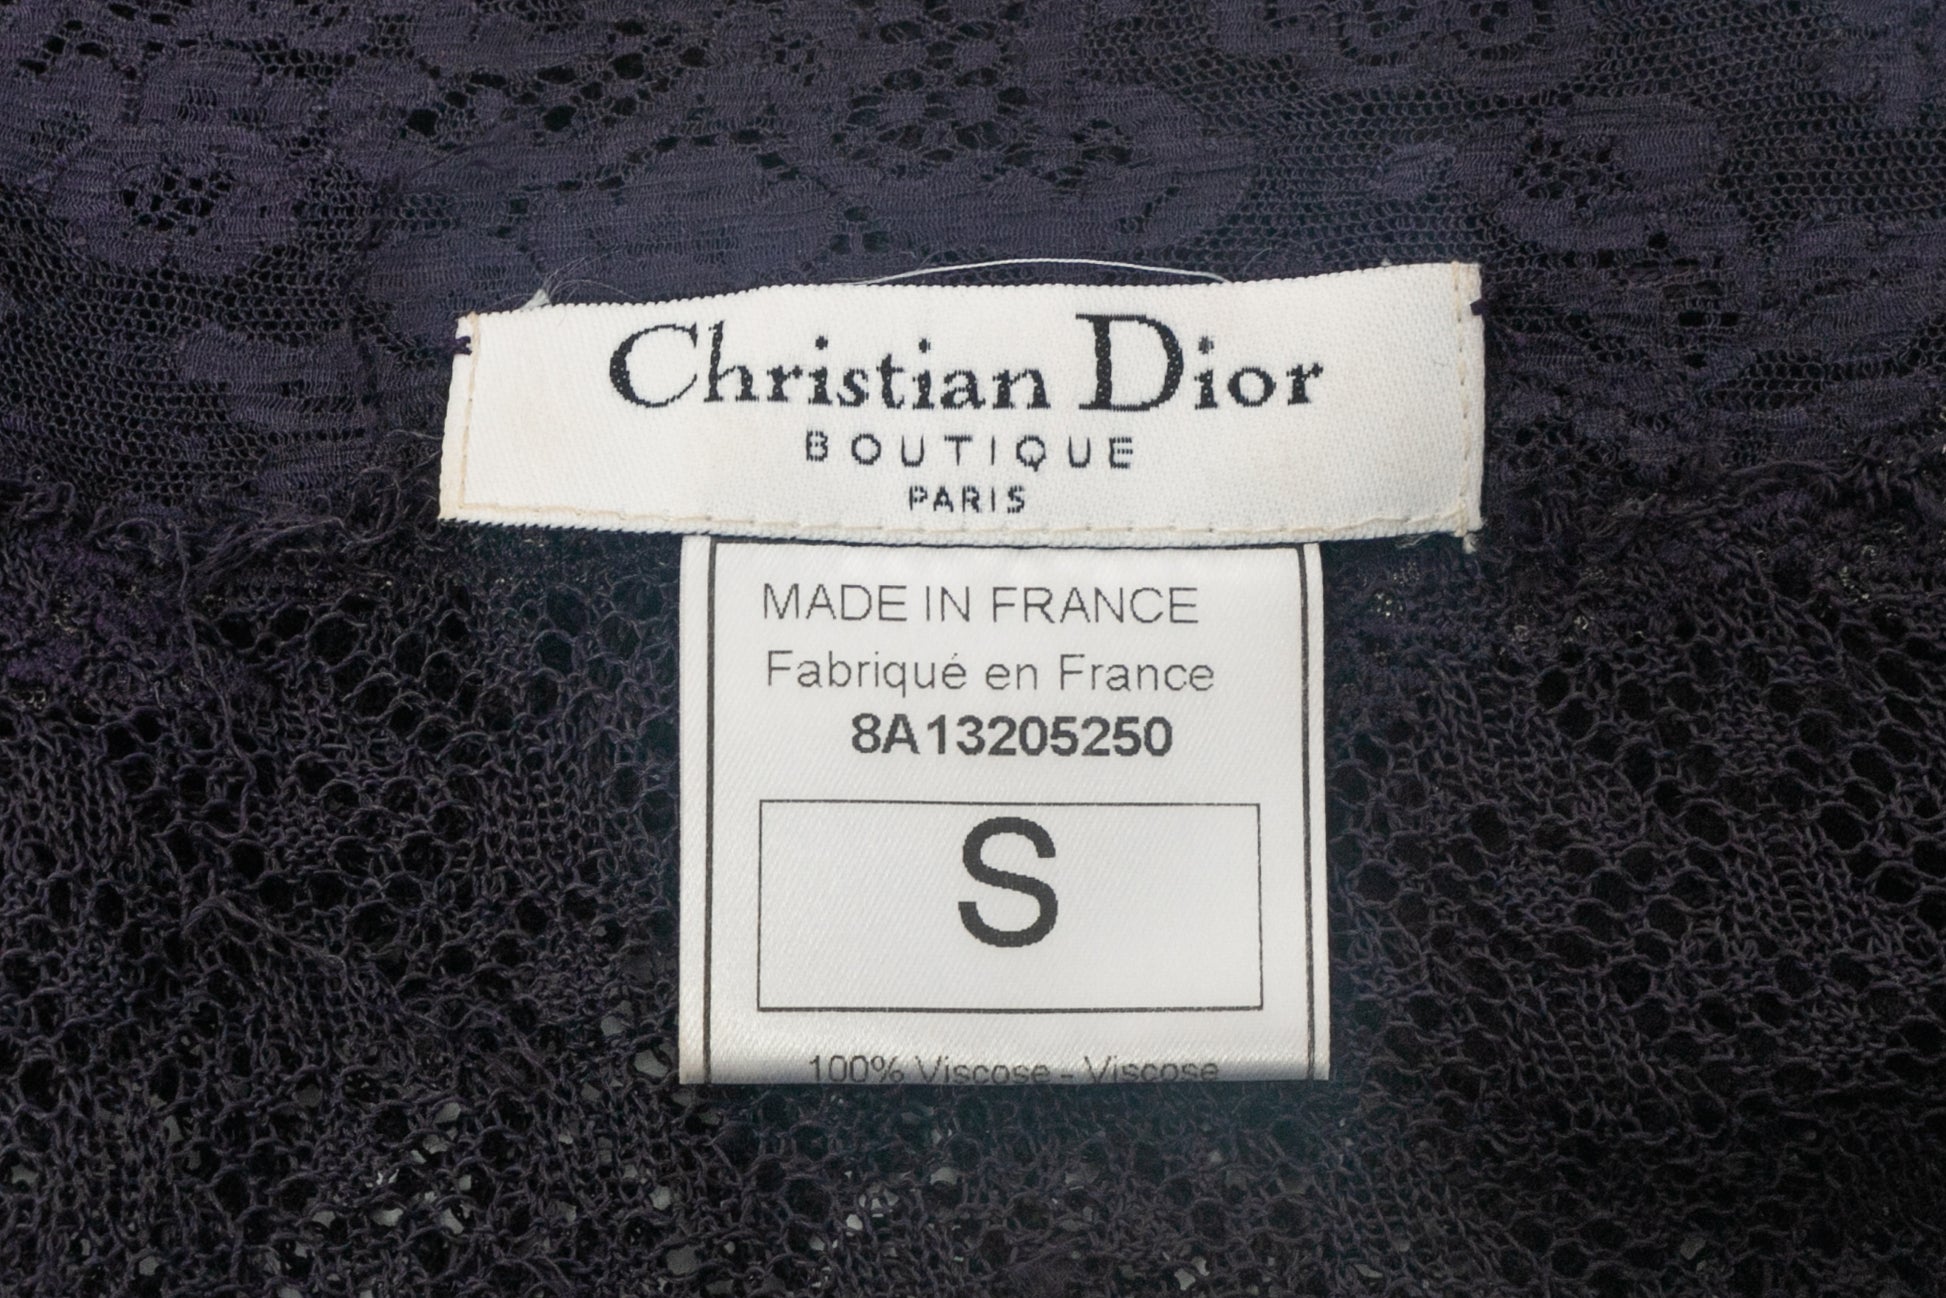 Christian Dior
BOUTIQUE
PARIS
MADE IN FRANCE
Fabriqué en France
8A13205250
S
100% Viscose - Viscose